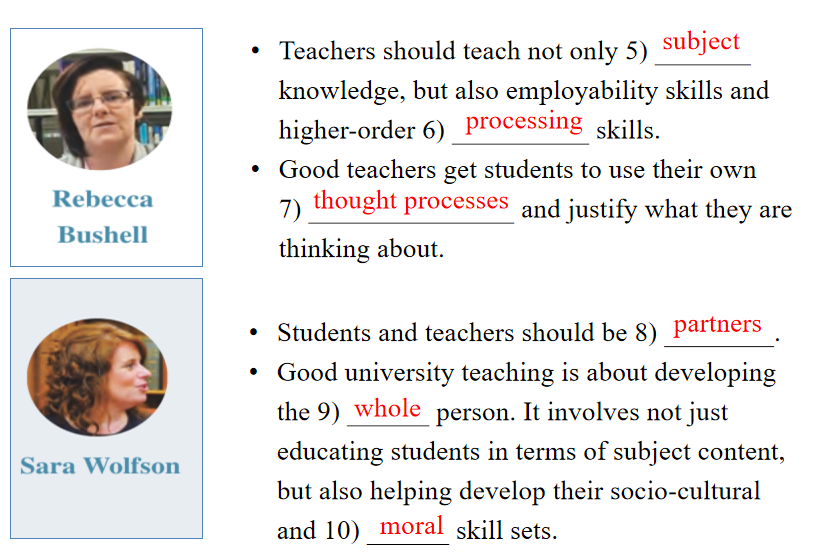 • Teachers should teach not only 5) subject
knowledge, but also employability skills and
higher-order 6) processing skills.
• Good teachers get students to use their own
7) thought processes and justify what they are
thinking about.
Rebecca
Bushell
• Students and teachers should be 8) partners .
• Good university teaching is about developing
the 9) whole person. It involves not just
educating students in terms of subject content,
but also helping develop their socio-cultural
and 10) moral skill sets.
Sara Wolfson